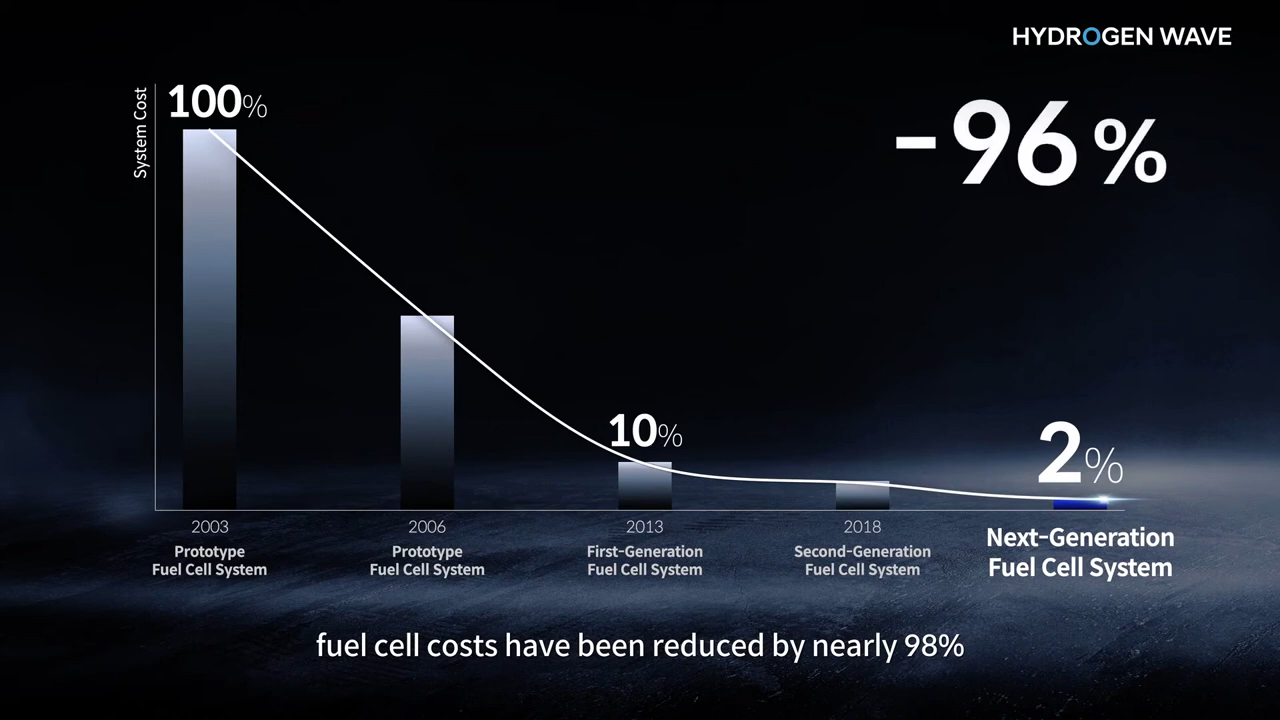 HYDROGEN WAVE
System Cost
100%
-96%
10%
2%
2003
Prototype
Fuel Cell System
2006
Prototype
Fuel Cell System
2013
First-Generation
Fuel Cell System
2018
Second-Generation
Fuel Cell System
Next-Generation
Fuel Cell System
fuel cell costs have been reduced by nearly 98%